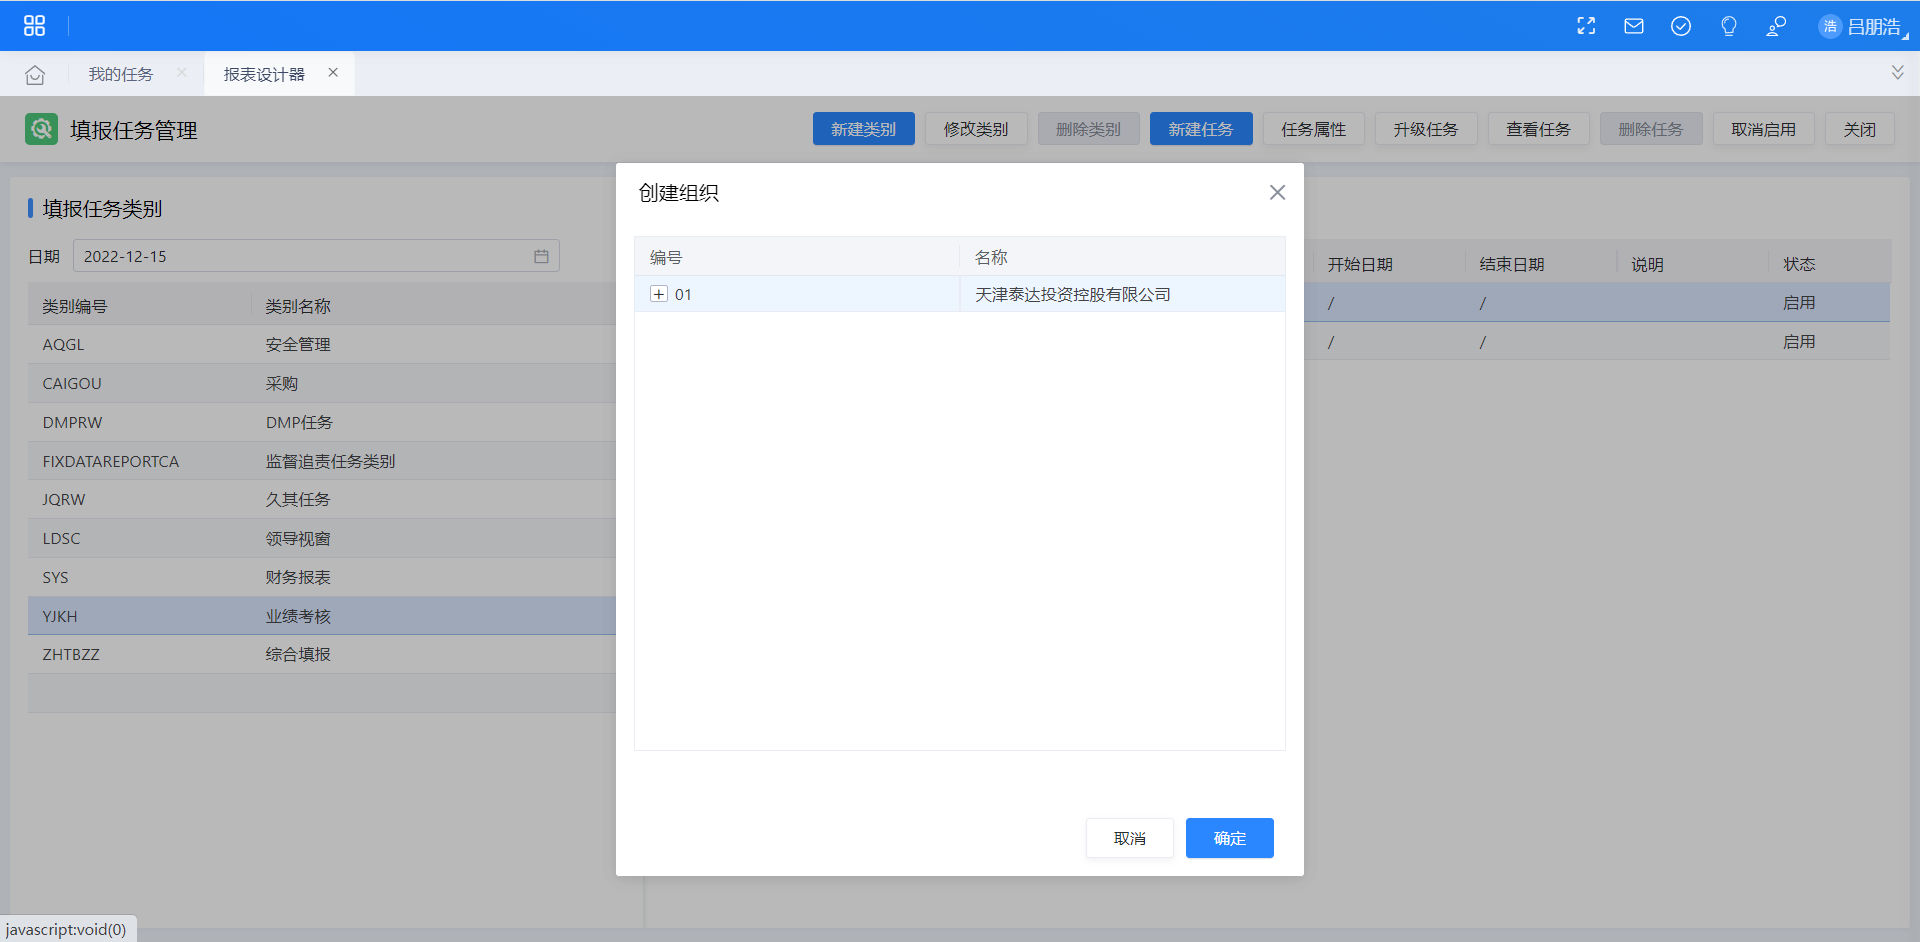 浩 吕朋浩
我的任务 报表设计器
填报任务管理 新建类别 修改类别 删除类别 新建任务 任务属性 升级任务 查看任务 删除任务 取消启用 关闭
创建组织
填报任务类别
日期 2022-12-15
编号 名称
01 天津泰达投资控股有限公司
开始日期 结束日期 说明 状态
/ / 启用
/ / 启用
类别编号 类别名称
AQGL 安全管理
CAIGOU 采购
DMPRW DMP任务
FIXDATAREPORTCA 监督追责任务类别
JQRW 久其任务
LDSC 领导视窗
SYS 财务报表
YJKH 业绩考核
ZHTBZZ 综合填报
取消 确定
javascript:void(0)